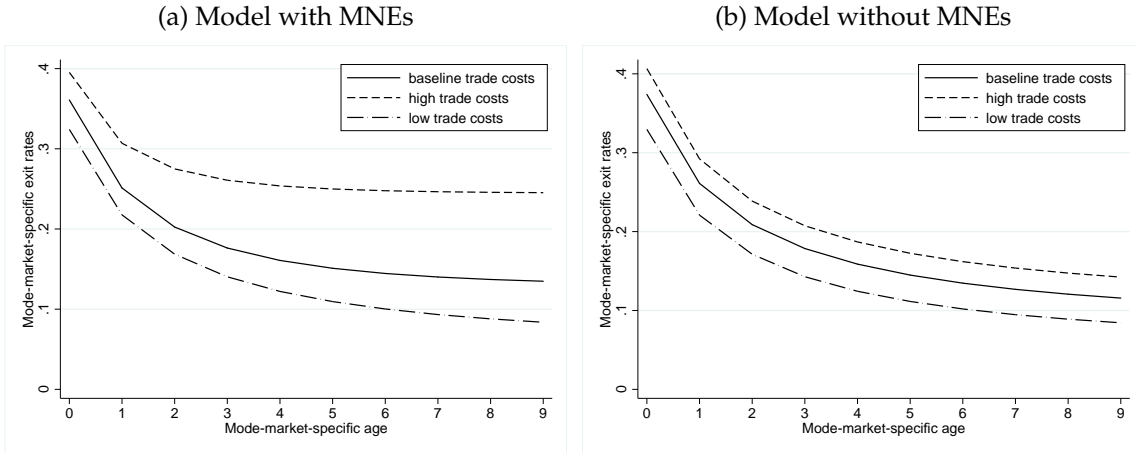 (a) Model with MNEs
(b) Model without MNEs
baseline trade costs
high trade costs
low trade costs
Mode-market-specific exit rates
.4
.3
.2
.1
0
0 1 2 3 4 5 6 7 8 9
Mode-market-specific age
baseline trade costs
high trade costs
low trade costs
Mode-market-specific exit rates
.4
.3
.2
.1
0
0 1 2 3 4 5 6 7 8 9
Mode-market-specific age